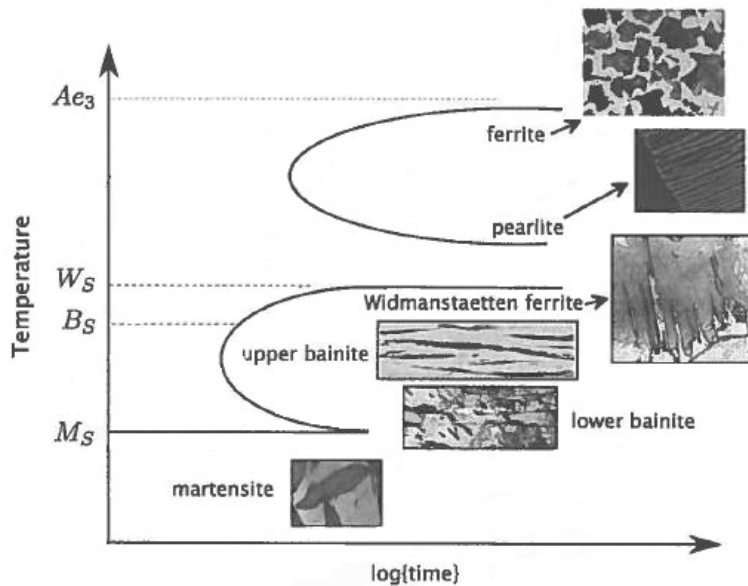 Ae3
ferrite
pearlite
Temperature
WS
Widmanstaetten ferrite
BS
upper bainite
lower bainite
MS
martensite
log{time}